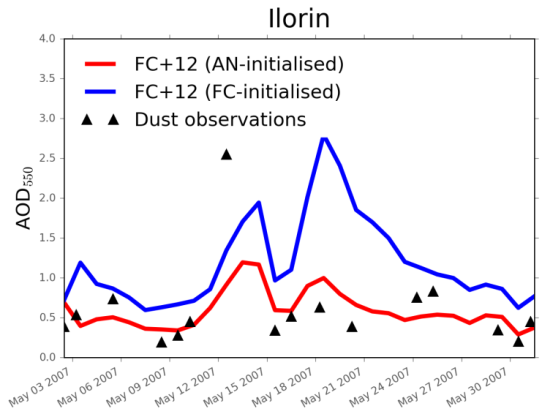 Ilorin
4.0
3.5
3.0
2.5
2.0
1.5
1.0
0.5
0.0
AOD550
FC+12 (AN-initialised)
FC+12 (FC-initialised)
Dust observations
May 03 2007
May 06 2007
May 09 2007
May 12 2007
May 15 2007
May 18 2007
May 21 2007
May 24 2007
May 27 2007
May 30 2007